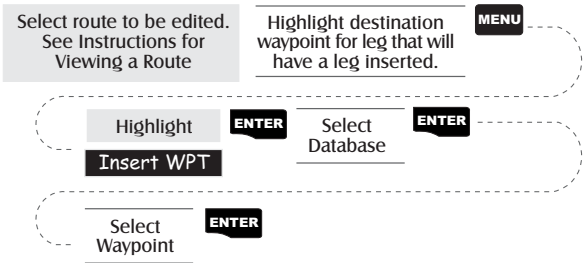 Select route to be edited.
See Instructions for
Viewing a Route
Highlight destination
waypoint for leg that will
have a leg inserted.
MENU
Highlight
Insert WPT
ENTER
Select
Database
ENTER
Select
Waypoint
ENTER